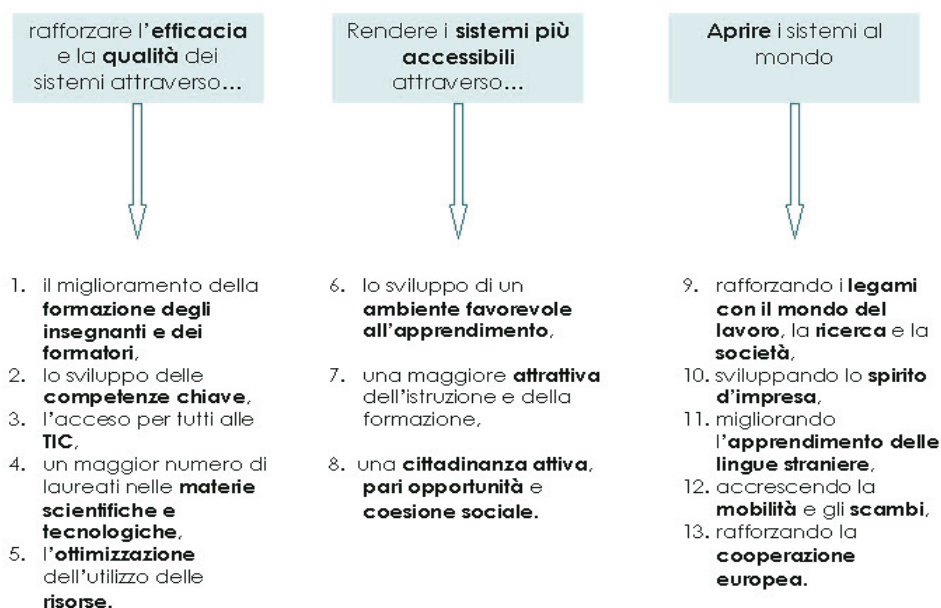 rafforzare l'efficacia
e la qualità dei
sistemi attraverso...
1. il miglioramento della
formazione degli
insegnanti e dei
formatori,
2. lo sviluppo delle
competenze chiave,
3. l'acceso per tutti alle
TIC,
4. un maggior numero di
laureati nelle materie
scientifiche e
tecnologiche,
5. l'ottimizzazione
dell'utilizzo delle
risorse.
Rendere i sistemi più
accessibili
attraverso...
6. lo sviluppo di un
ambiente favorevole
all'apprendimento,
7. una maggiore attrattiva
dell'istruzione e della
formazione,
8. una cittadinanza attiva,
pari opportunità e
coesione sociale.
Aprire i sistemi al
mondo
9. rafforzando i legami
con il mondo del
lavoro, la ricerca e la
società,
10. sviluppando lo spirito
d'impresa,
11. migliorando
l'apprendimento delle
lingue straniere,
12. accrescendo la
mobilità e gli scambi,
13. rafforzando la
cooperazione
europea.